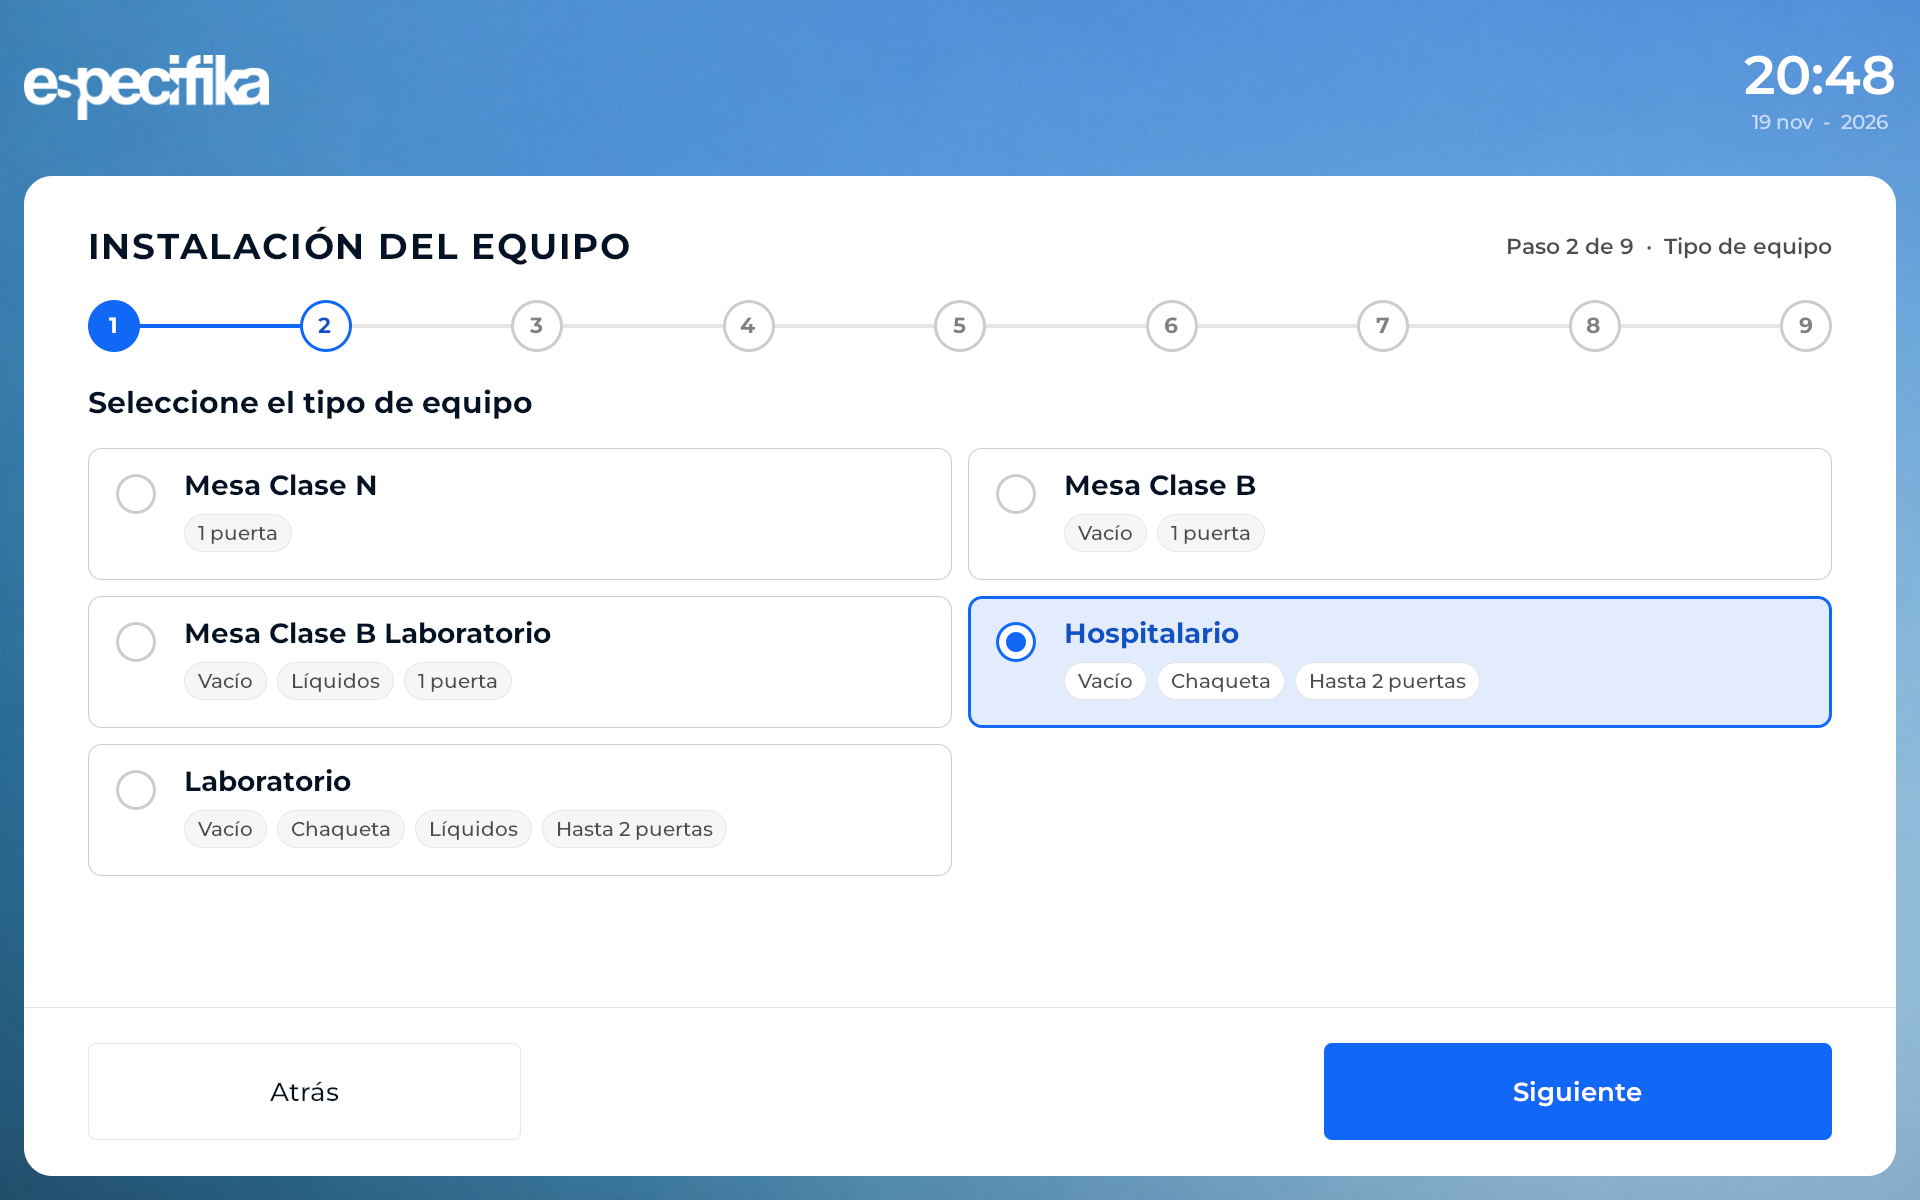 especifika
20:48
19 nov - 2026
INSTALACIÓN DEL EQUIPO
Paso 2 de 9 · Tipo de equipo
1 2 3 4 5 6 7 8 9
Seleccione el tipo de equipo
Mesa Clase N
1 puerta
Mesa Clase B
Vacío 1 puerta
Mesa Clase B Laboratorio
Vacío Líquidos 1 puerta
Hospitalario
Vacío Chaqueta Hasta 2 puertas
Laboratorio
Vacío Chaqueta Líquidos Hasta 2 puertas
Atrás
Siguiente